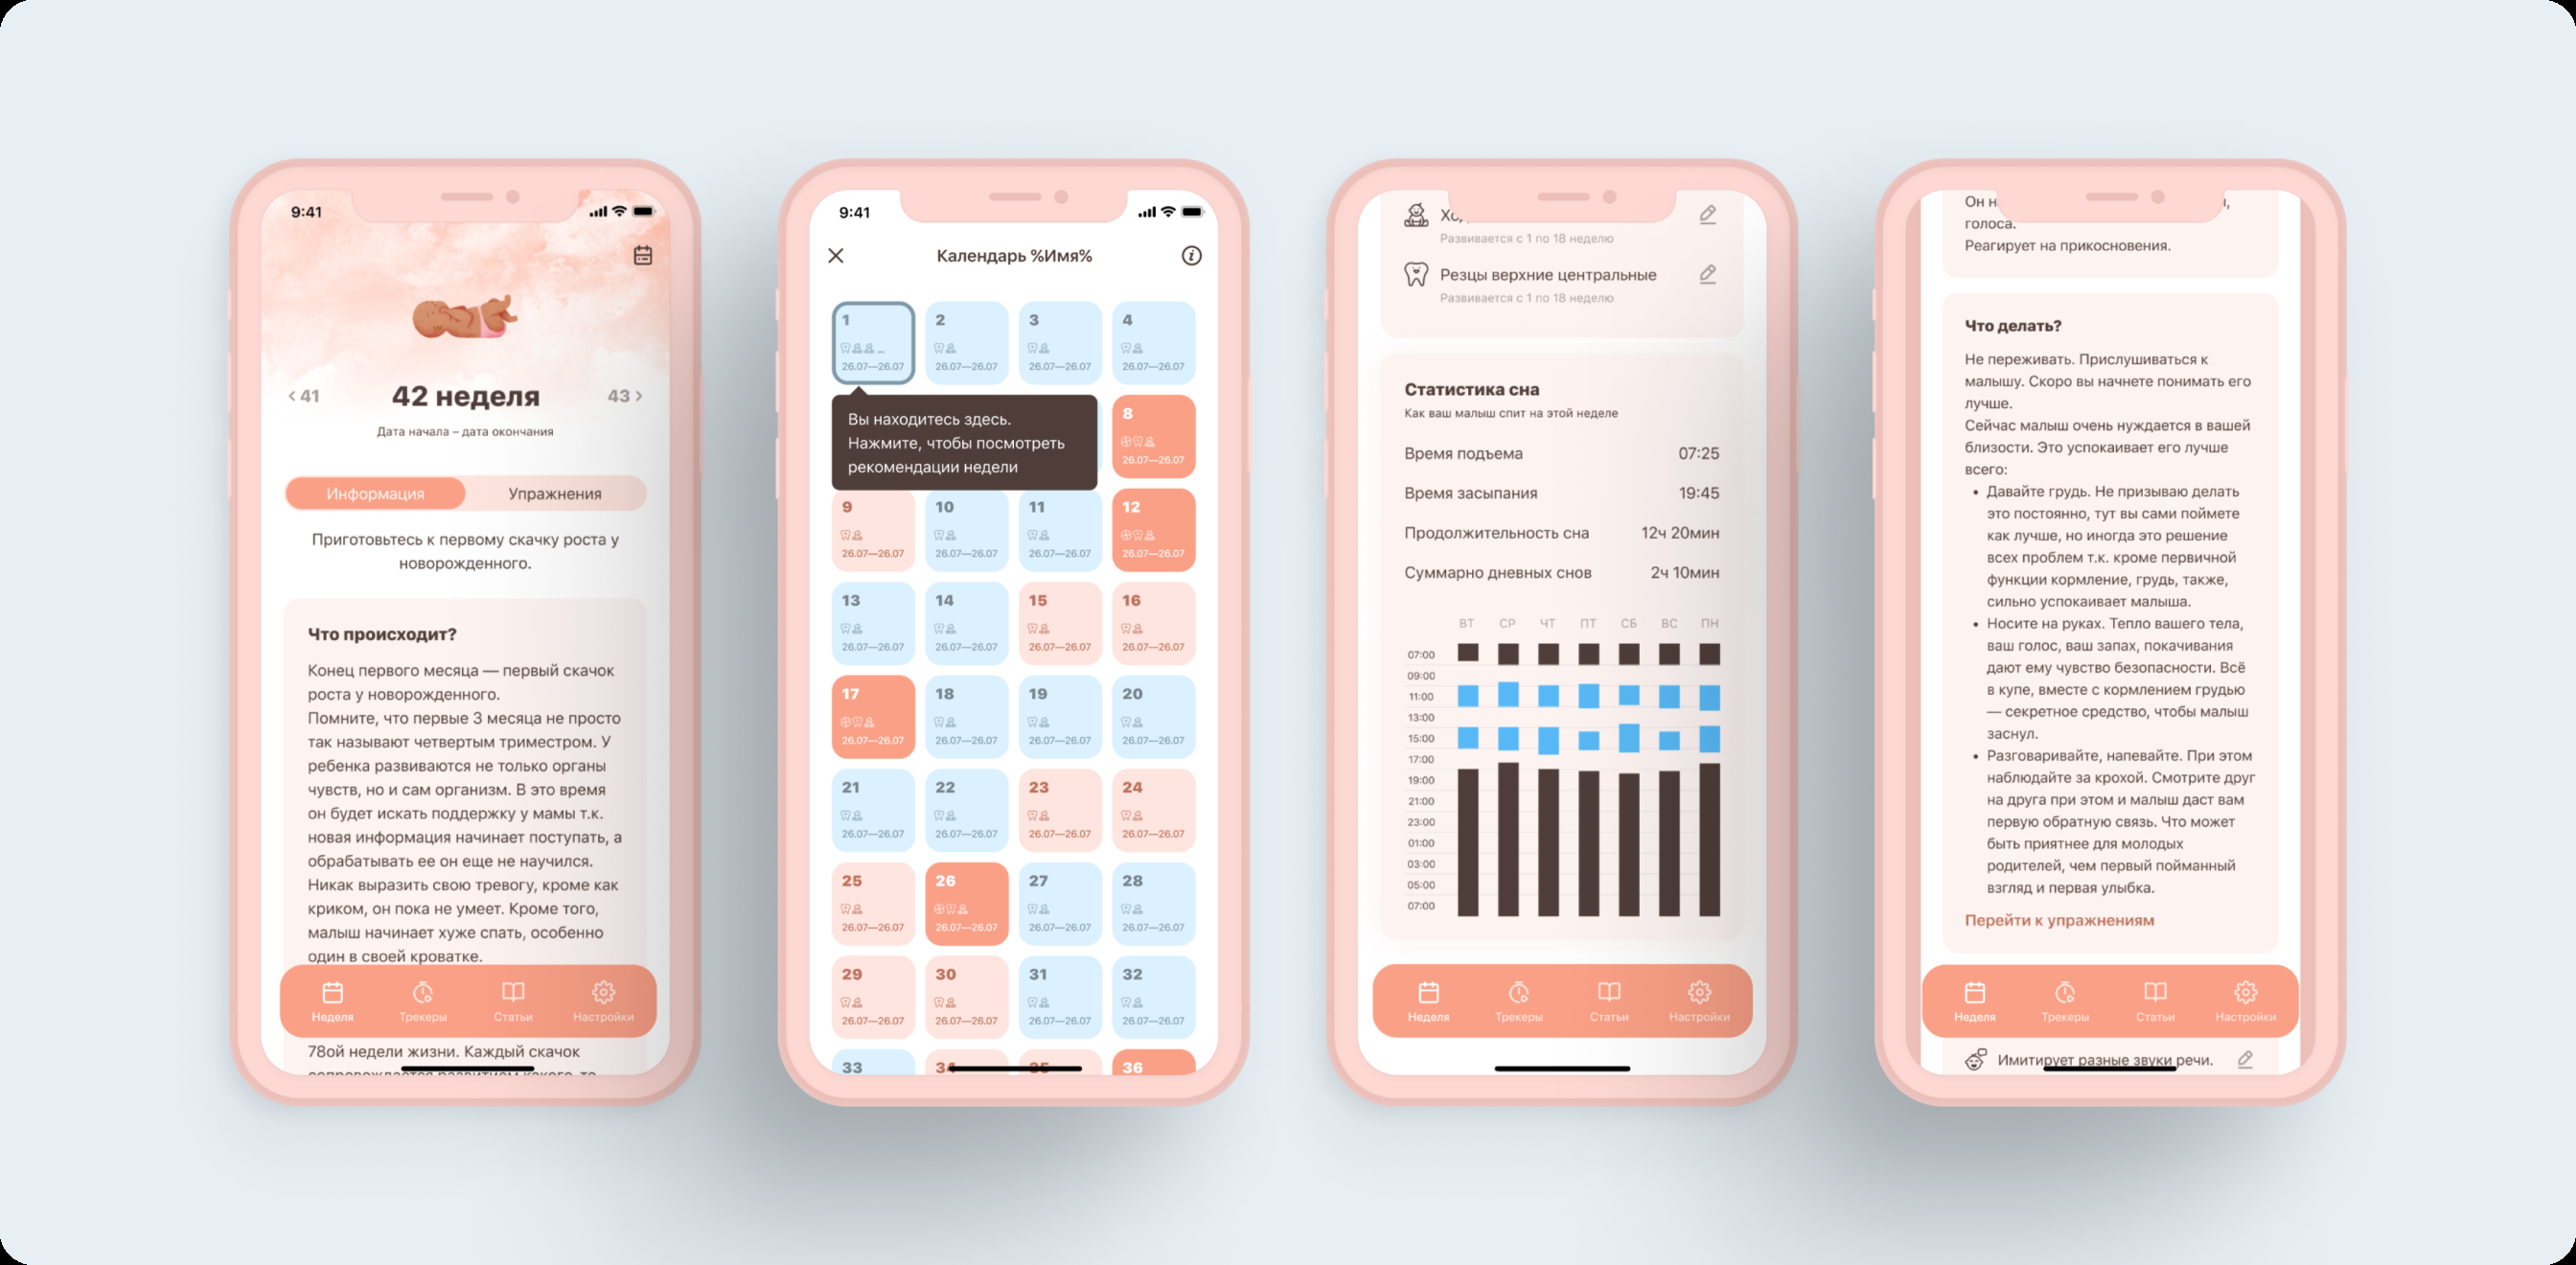 9:41
< 41
42 неделя
43 >
Дата начала – дата окончания
Информация
Упражнения
Приготовьтесь к первому скачку роста у
новорожденного.
Что происходит?
Конец первого месяца — первый скачок
роста у новорожденного.
Помните, что первые 3 месяца не просто
так называют четвертым триместром. У
ребенка развиваются не только органы
чувств, но и сам организм. В это время
он будет искать поддержку у мамы т.к.
новая информация начинает поступать, а
обрабатывать ее он еще не научился.
Никак выразить свою тревогу, кроме как
криком, он пока не умеет. Кроме того,
малыш начинает хуже спать, особенно
один в своей кроватке.
Неделя
Трекеры
Статьи
Настройки
78ой недели жизни. Каждый скачок
9:41
Календарь %Имя%
1
26.07—26.07
2
26.07—26.07
3
26.07—26.07
4
26.07—26.07
Вы находитесь здесь.
Нажмите, чтобы посмотреть
рекомендации недели
8
26.07—26.07
9
26.07—26.07
10
26.07—26.07
11
26.07—26.07
12
26.07—26.07
13
26.07—26.07
14
26.07—26.07
15
26.07—26.07
16
26.07—26.07
17
26.07—26.07
18
26.07—26.07
19
26.07—26.07
20
26.07—26.07
21
26.07—26.07
22
26.07—26.07
23
26.07—26.07
24
26.07—26.07
25
26.07—26.07
26
26.07—26.07
27
26.07—26.07
28
26.07—26.07
29
26.07—26.07
30
26.07—26.07
31
26.07—26.07
32
26.07—26.07
33
34
35
36
Развивается с 1 по 18 неделю
Резцы верхние центральные
Развивается с 1 по 18 неделю
Статистика сна
Как ваш малыш спит на этой неделе
Время подъема 07:25
Время засыпания 19:45
Продолжительность сна 12ч 20мин
Суммарно дневных снов 2ч 10мин
ВТ СР ЧТ ПТ СБ ВС ПН
07:00
09:00
11:00
13:00
15:00
17:00
19:00
21:00
23:00
01:00
03:00
05:00
07:00
Неделя
Трекеры
Статьи
Настройки
Он
голоса.
Реагирует на прикосновения.
Что делать?
Не переживать. Прислушиваться к
малышу. Скоро вы начнете понимать его
лучше.
Сейчас малыш очень нуждается в вашей
близости. Это успокаивает его лучше
всего:
• Давайте грудь. Не призываю делать
это постоянно, тут вы сами поймете
как лучше, но иногда это решение
всех проблем т.к. кроме первичной
функции кормление, грудь, также,
сильно успокаивает малыша.
• Носите на руках. Тепло вашего тела,
ваш голос, ваш запах, покачивания
дают ему чувство безопасности. Всё
в купе, вместе с кормлением грудью
— секретное средство, чтобы малыш
заснул.
• Разговаривайте, напевайте. При этом
наблюдайте за крохой. Смотрите друг
на друга при этом и малыш даст вам
первую обратную связь. Что может
быть приятнее для молодых
родителей, чем первый пойманный
взгляд и первая улыбка.
Перейти к упражнениям
Неделя
Трекеры
Статьи
Настройки
Имитирует разные звуки речи.